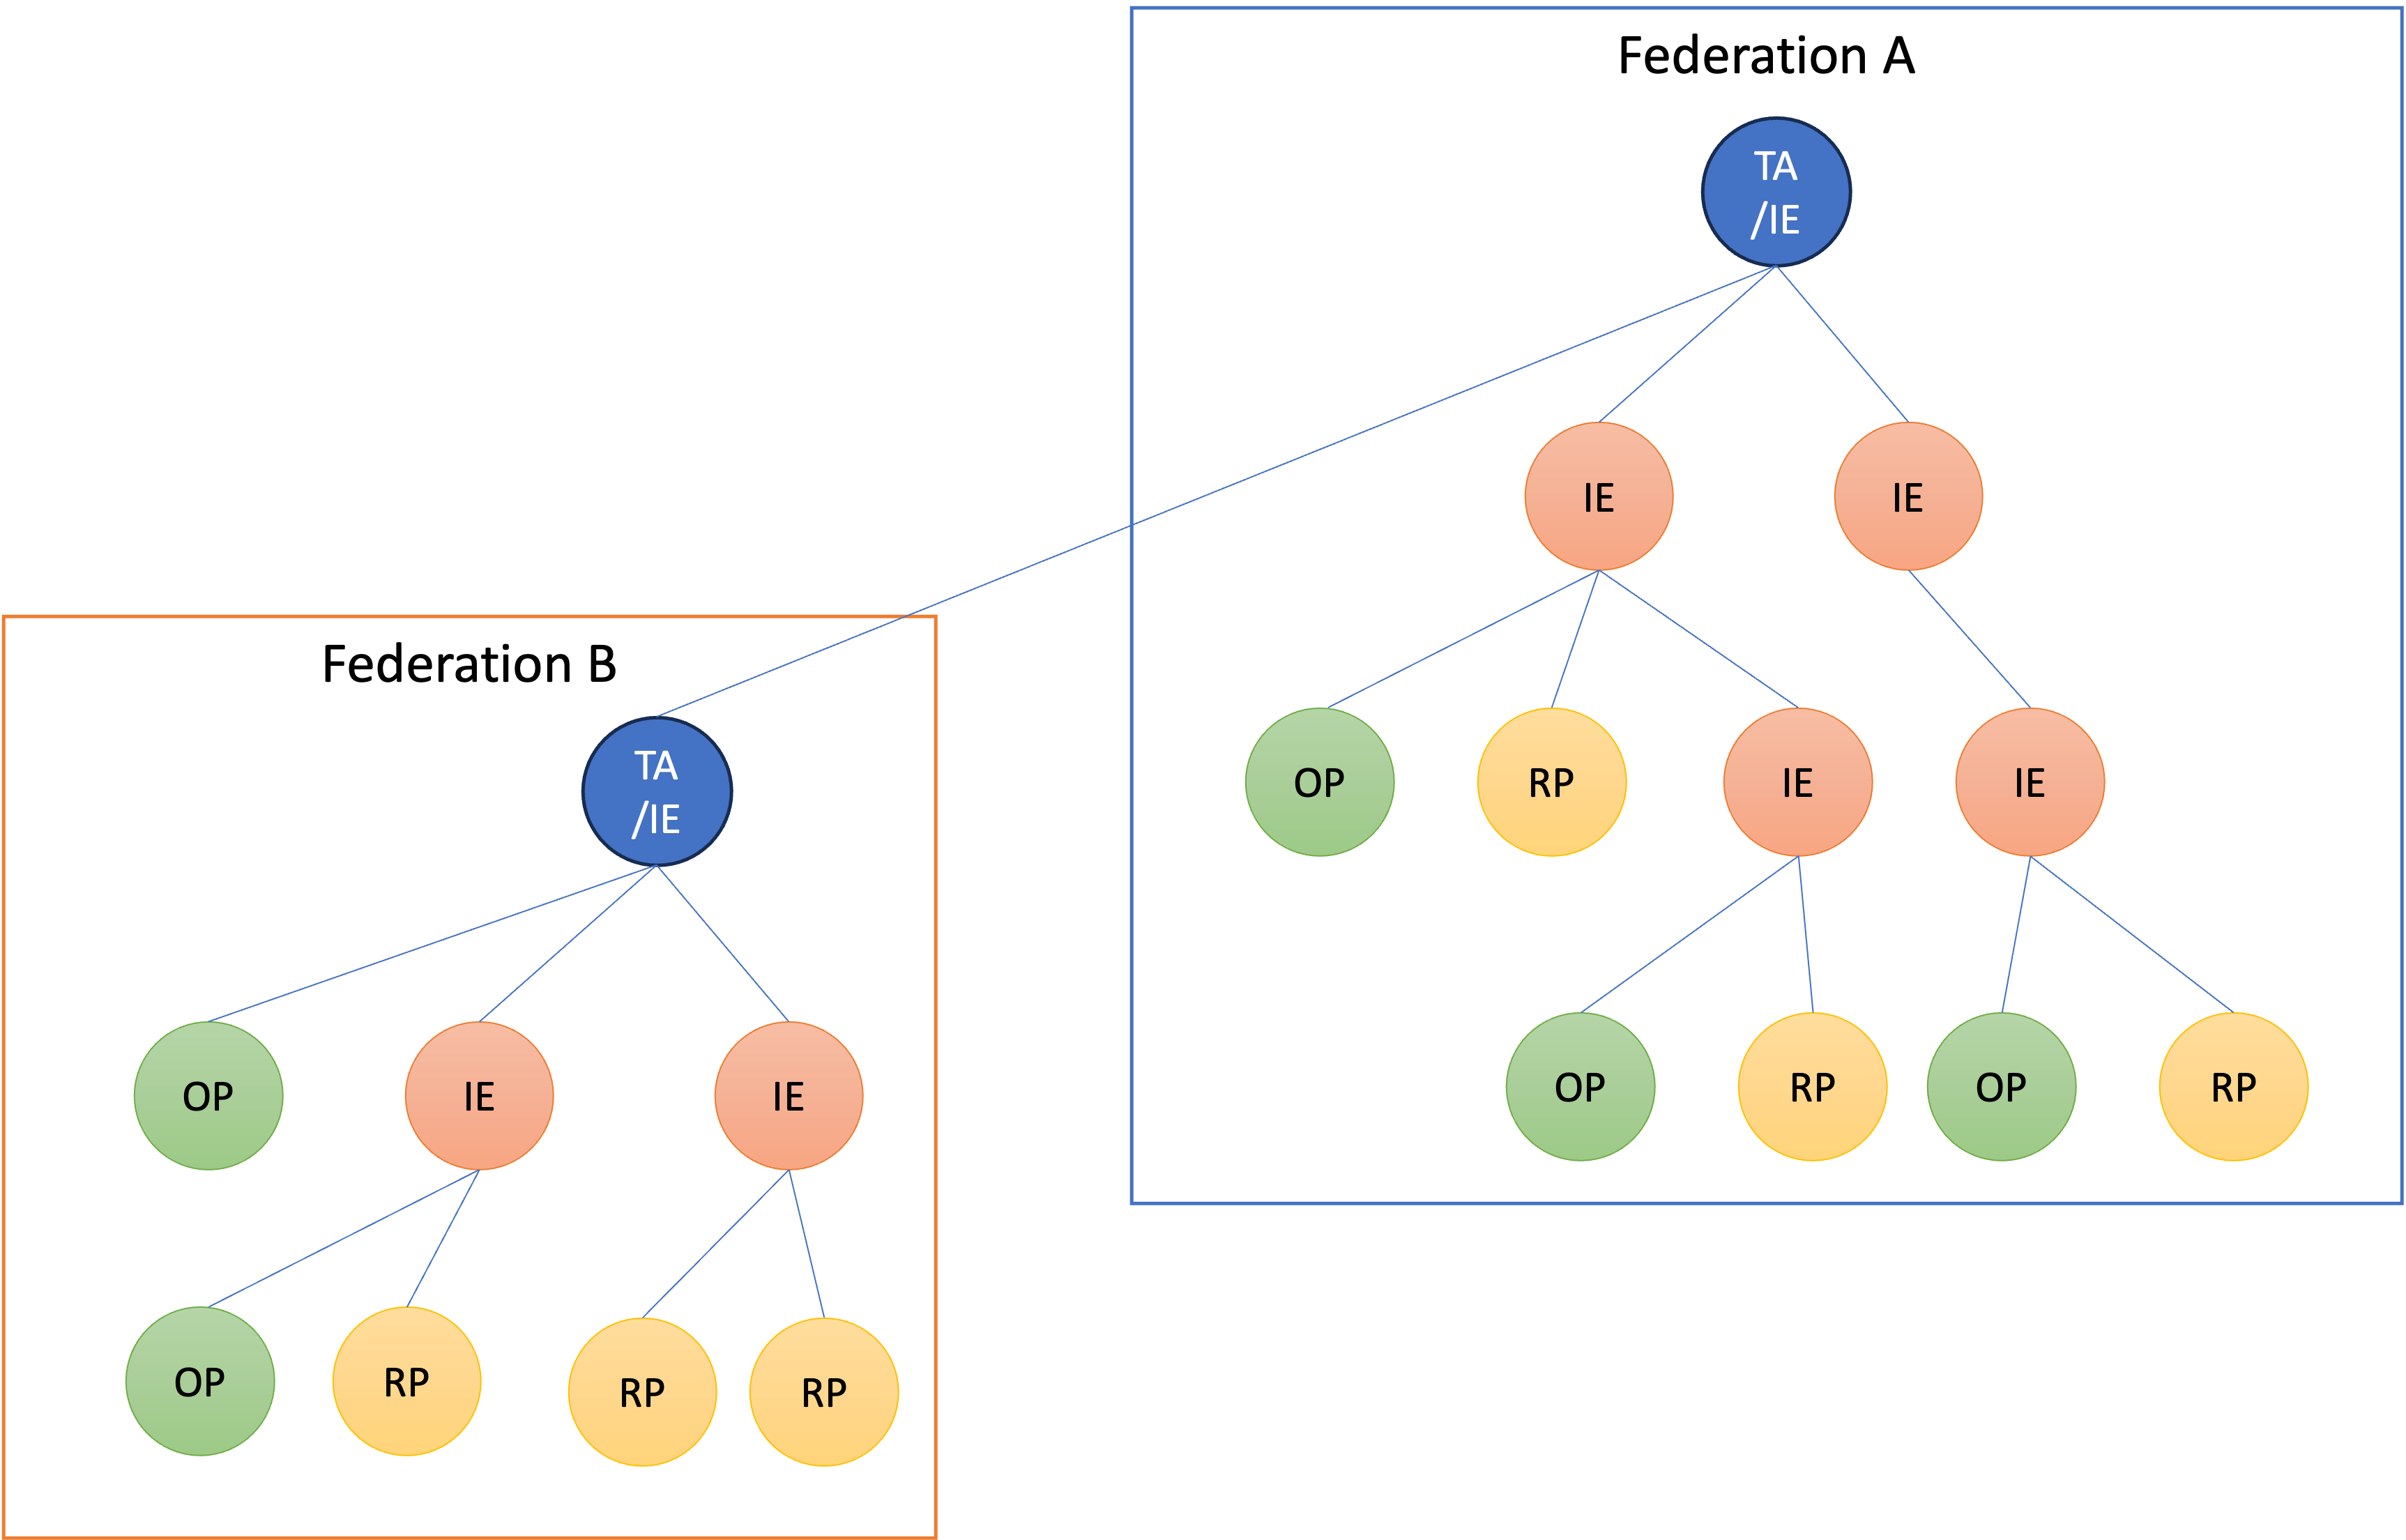 Federation A
TA
/IE
IE
IE
Federation B
OP
RP
IE
IE
TA
/IE
OP
IE
IE
OP
RP
OP
RP
OP
RP
RP
RP